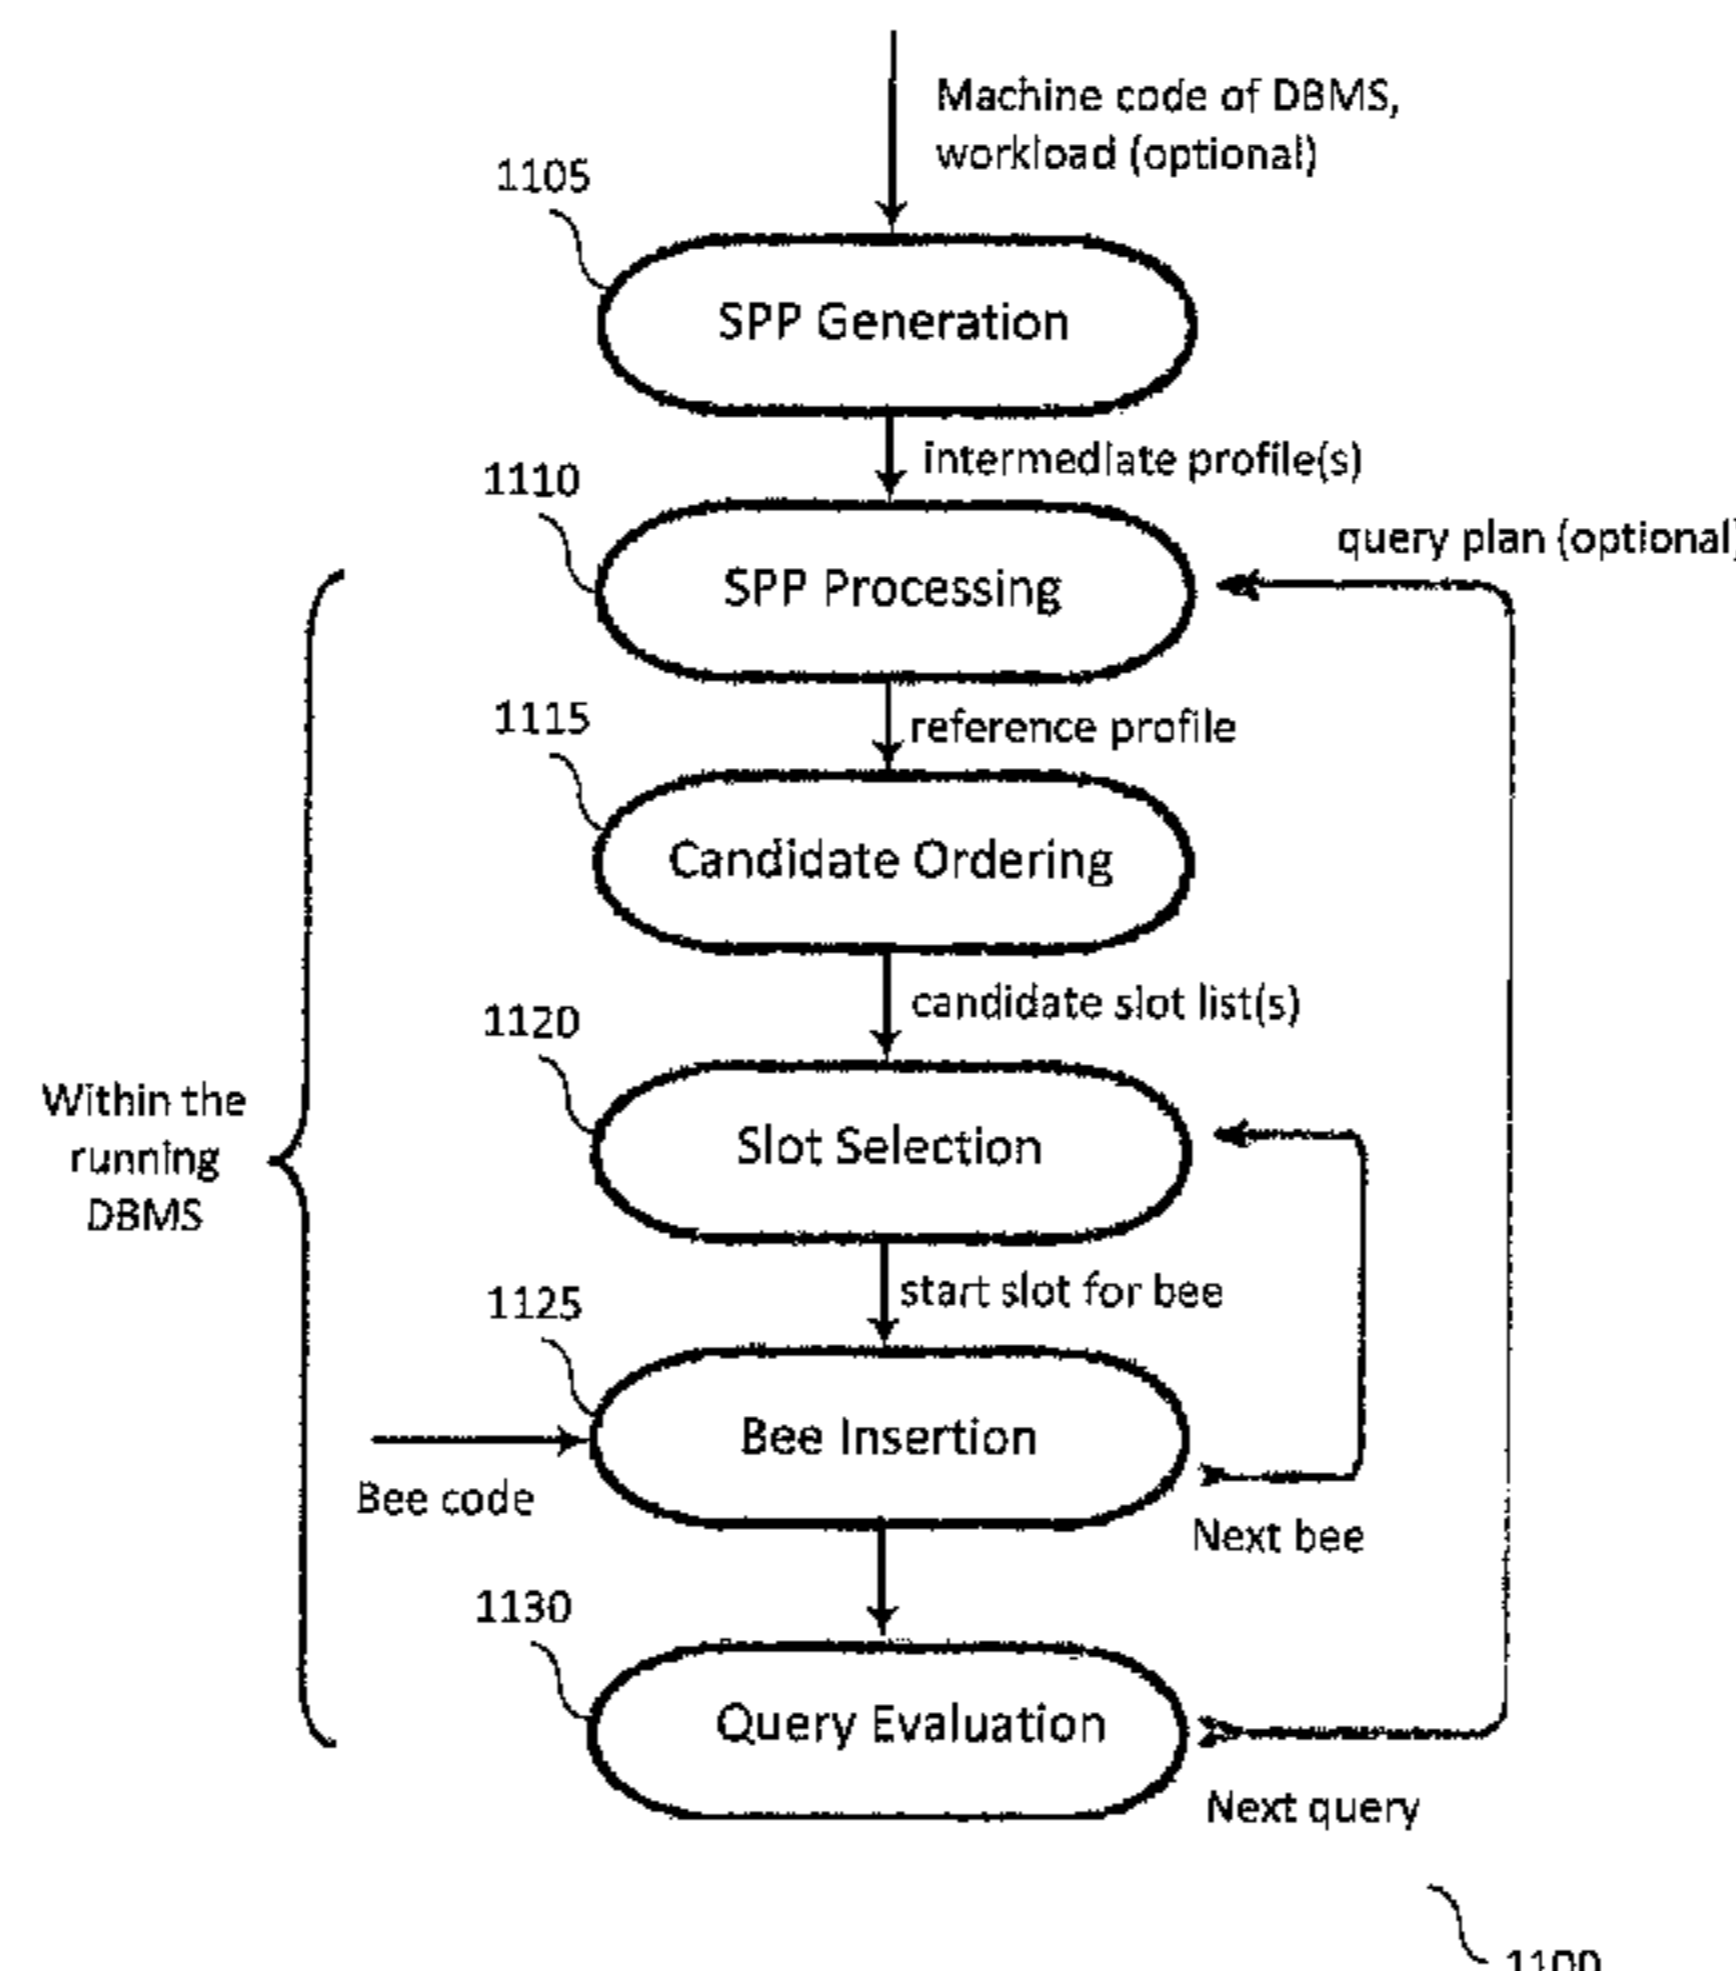 Machine code of DBMS,
workload (optional)
1105
SPP Generation
intermediate profile(s)
1110
query plan (optional)
SPP Processing
1115
reference profile
Candidate Ordering
candidate slot list(s)
1120
Within the
running
DBMS
Slot Selection
start slot for bee
1125
Bee Insertion
Bee code
Next bee
1130
Query Evaluation
Next query
1100